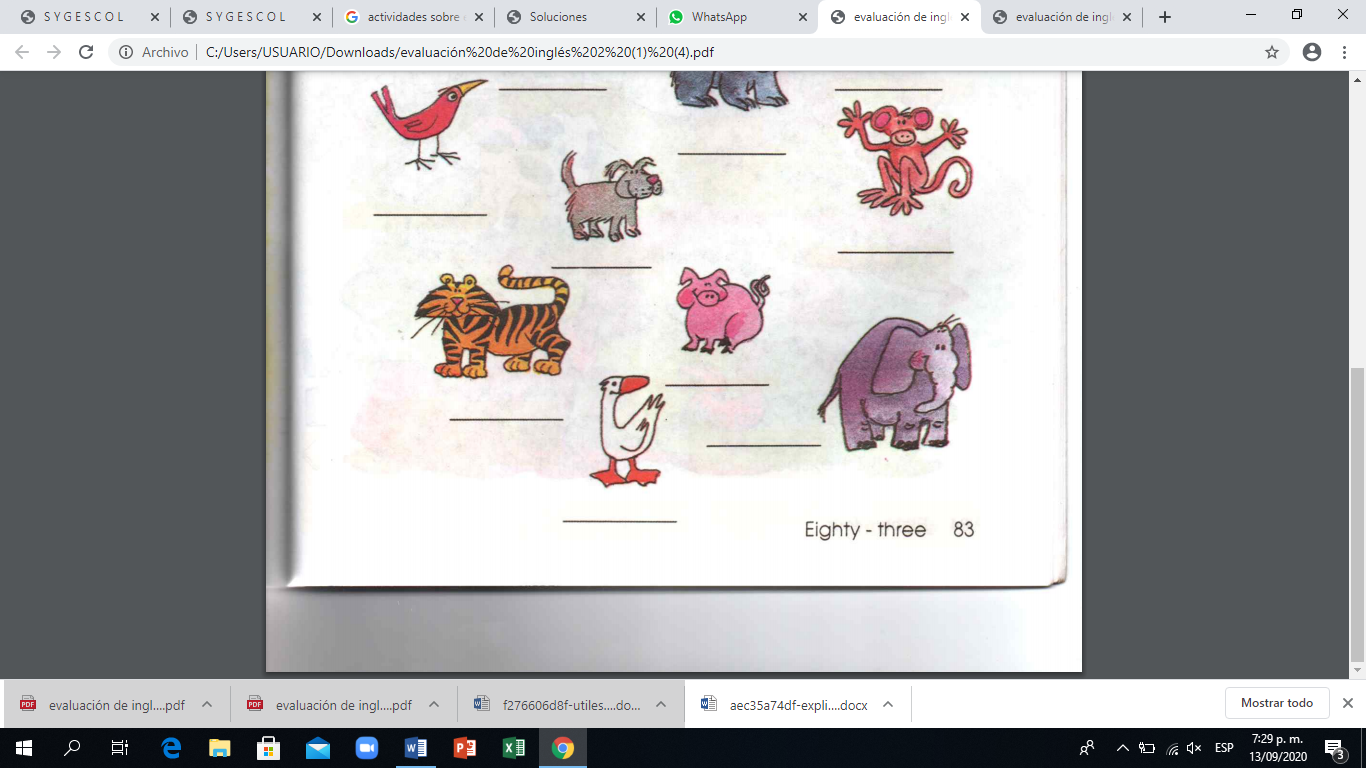 S Y G E S C O L
S Y G E S C O L
actividades sobre
Soluciones
WhatsApp
evaluación de ingl
evaluación de ingl
Archivo
C:/Users/USUARIO/Downloads/evaluación%20de%20inglés%202%20(1)%20(4).pdf
Eighty - three 83
evaluación de ingl....pdf
evaluación de ingl....pdf
f276606d8f-utiles....do...
aec35a74df-expli....docx
Mostrar todo
ESP
7:29 p. m.
13/09/2020
3